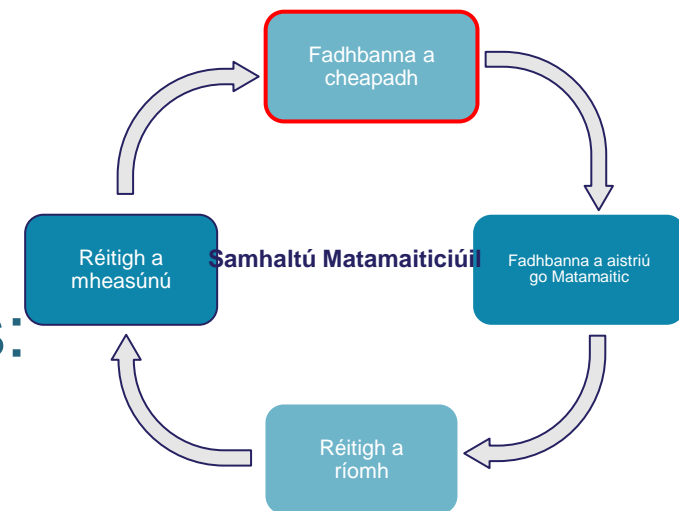 Fadhbanna a
cheapadh
Réitigh a
mheasúnú
Samhaltú Matamaiticiúil
Fadhbanna a aistriú
go Matamaitic
s:
Réitigh a
ríomh